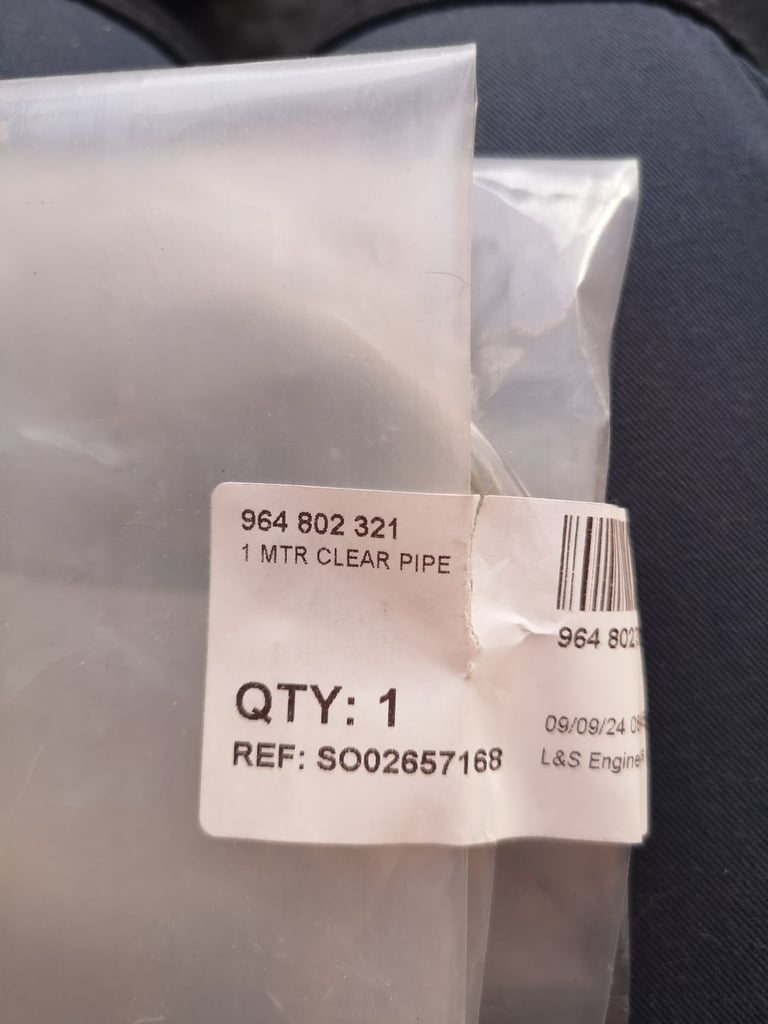 964 802 321
1 MTR CLEAR PIPE
QTY: 1
REF: SO02657168
964 802
09/09/24
L&S